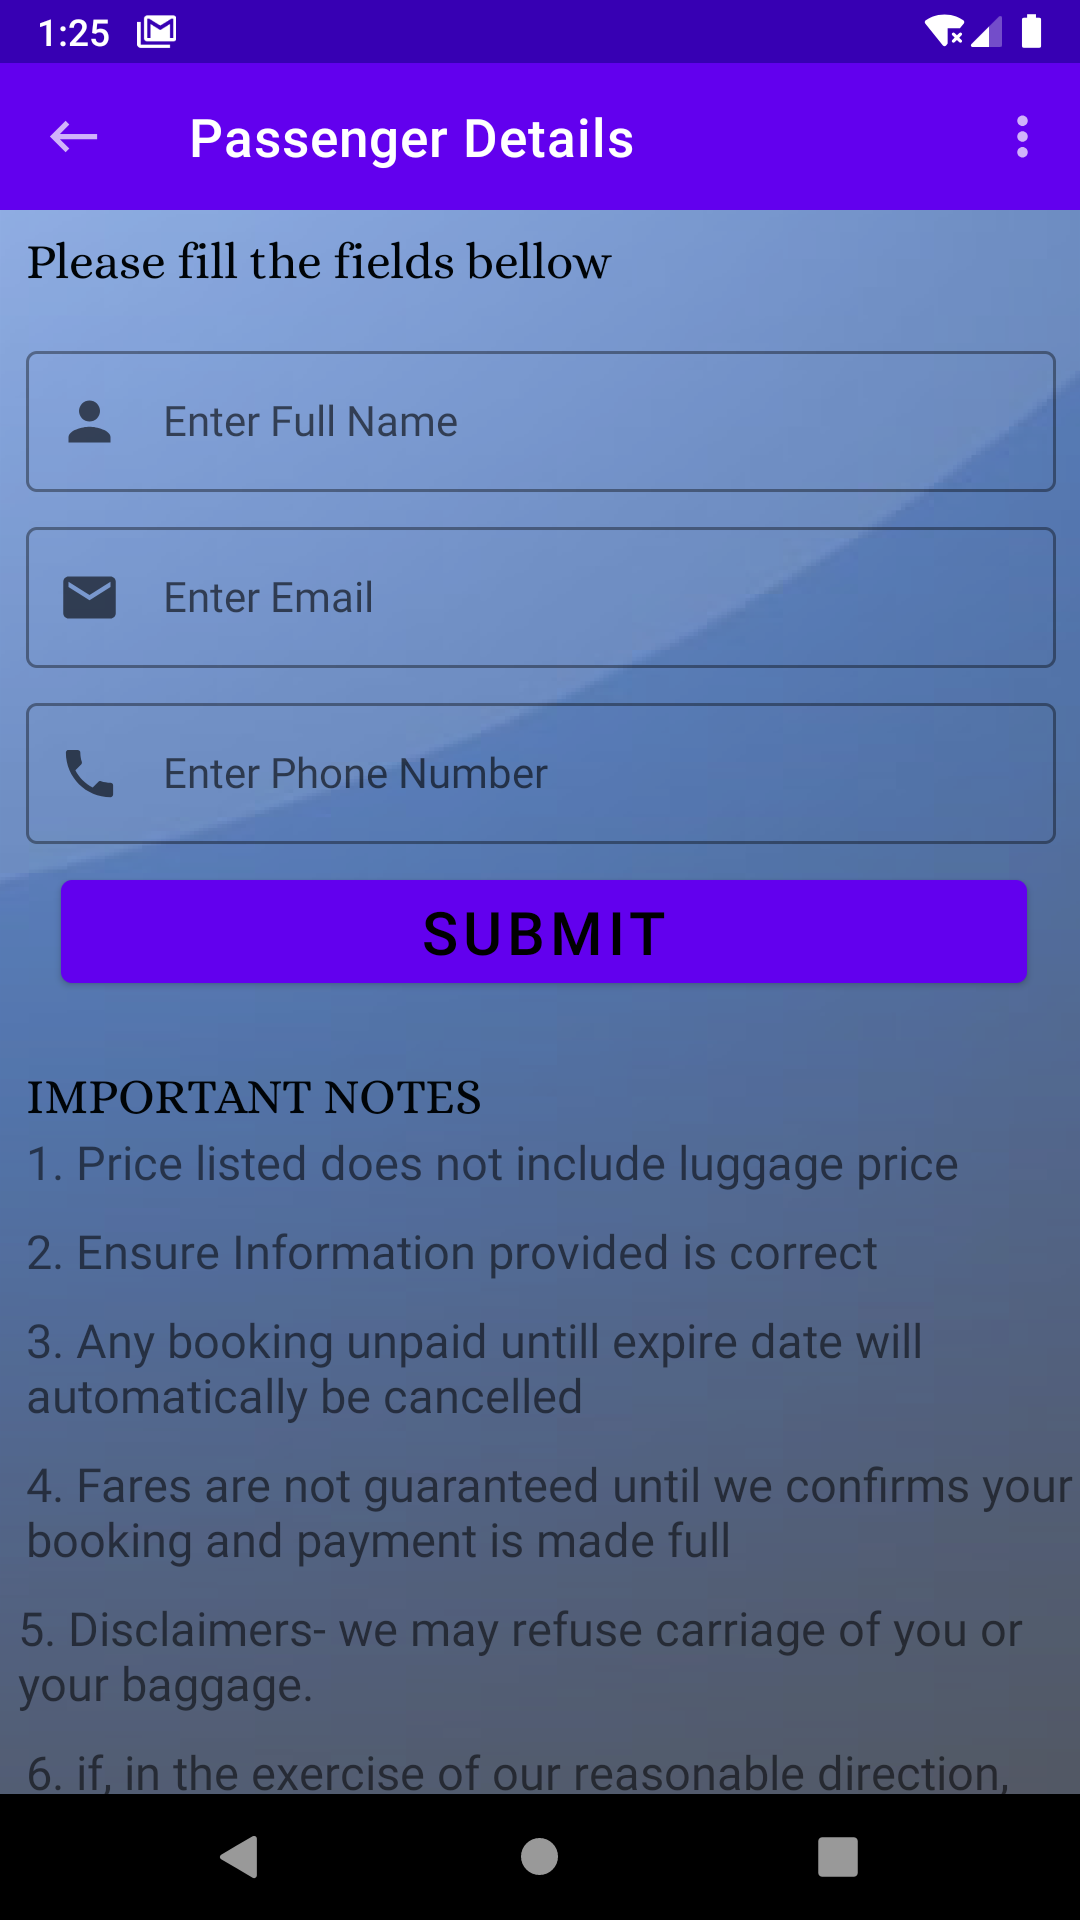 1:25
Passenger Details
Please fill the fields bellow
Enter Full Name
Enter Email
Enter Phone Number
SUBMIT
IMPORTANT NOTES
1. Price listed does not include luggage price
2. Ensure Information provided is correct
3. Any booking unpaid untill expire date will
automatically be cancelled
4. Fares are not guaranteed until we confirms your
booking and payment is made full
5. Disclaimers- we may refuse carriage of you or
your baggage.
6. if, in the exercise of our reasonable direction,